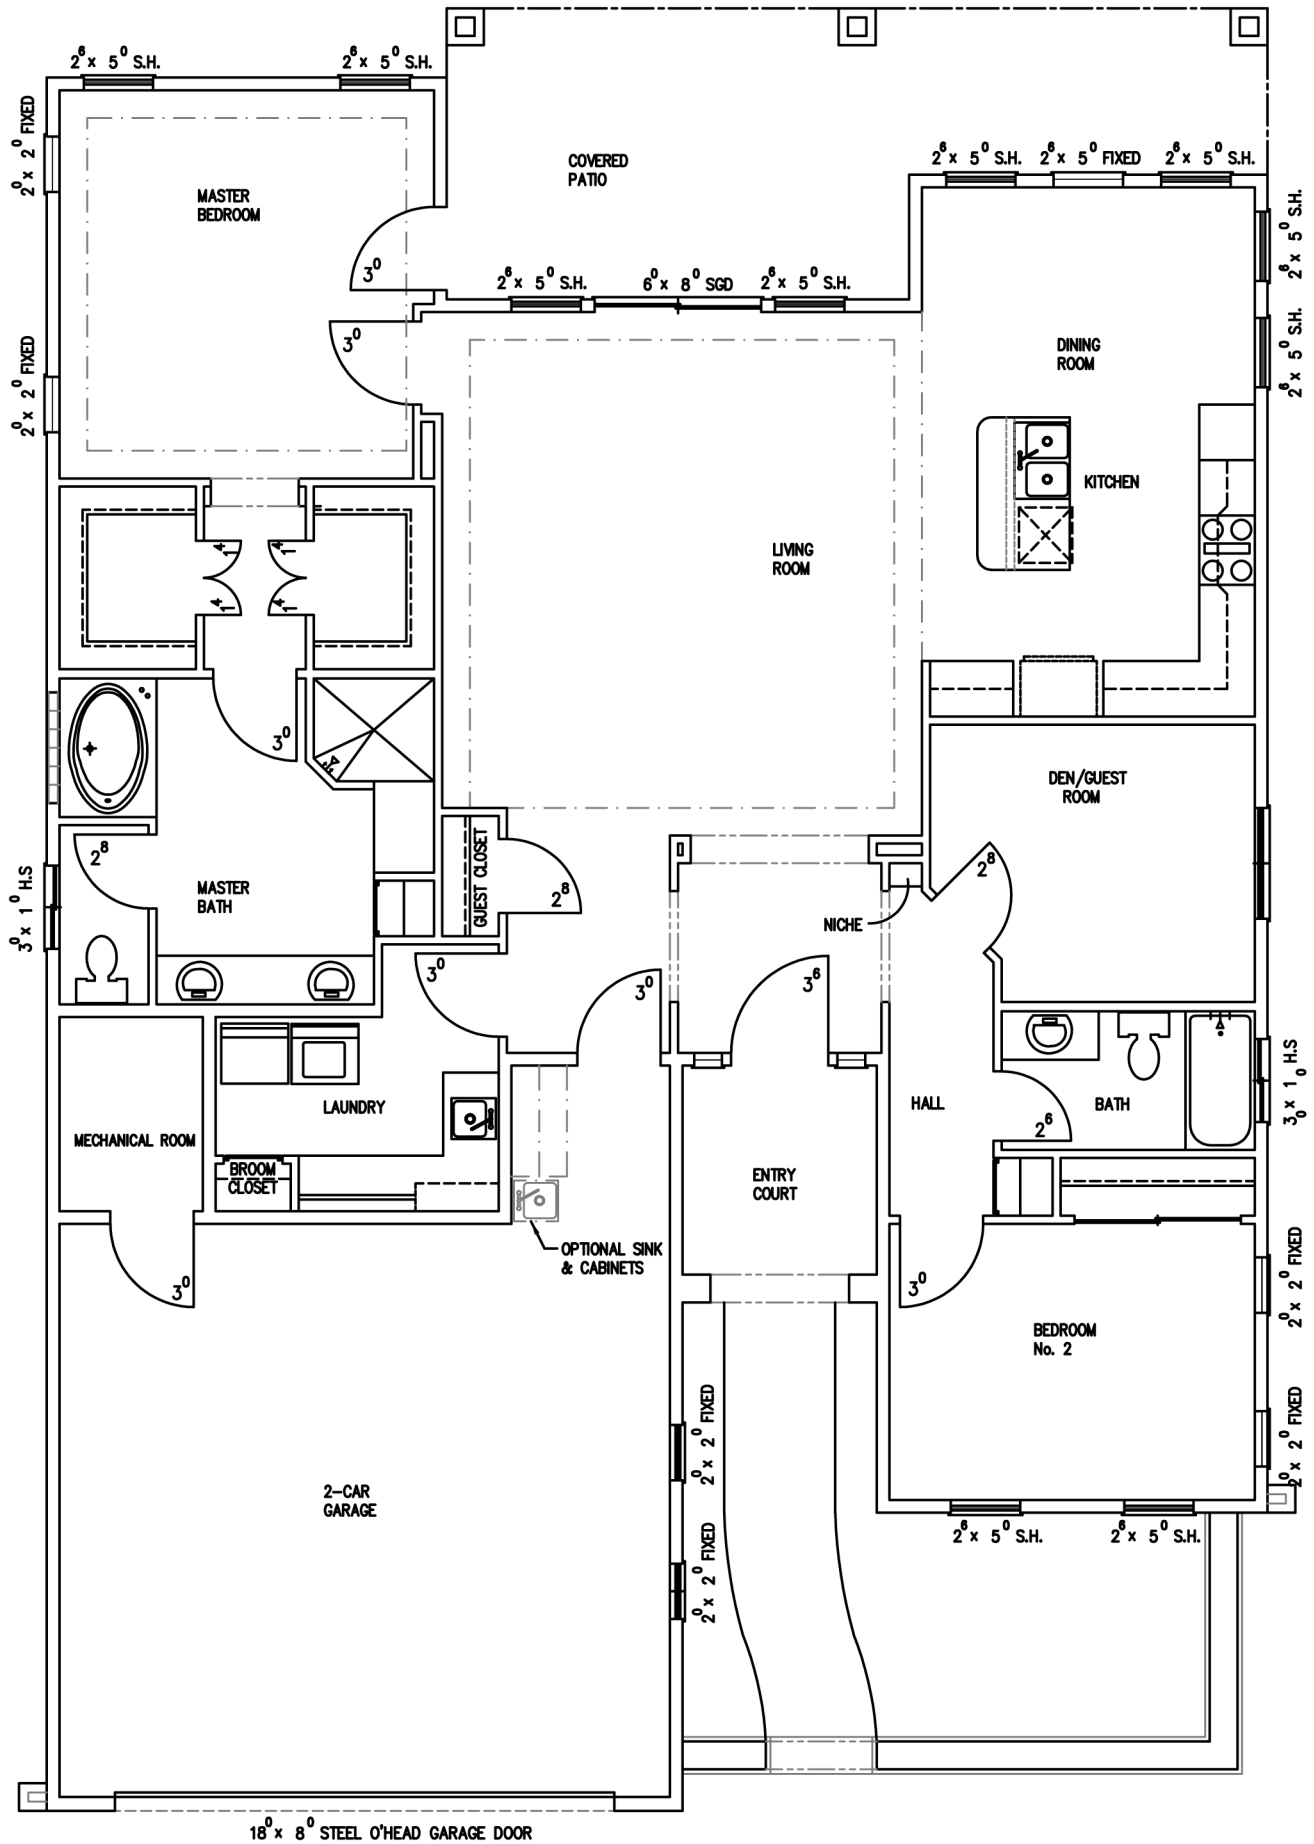 2⁶ x 5⁰ S.H.
2⁶ x 5⁰ S.H.
2⁰ x 2⁰ FIXED
MASTER
BEDROOM
COVERED
PATIO
2⁶ x 5⁰ S.H.
2⁶ x 5⁰ FIXED
2⁶ x 5⁰ S.H.
2⁶ x 5⁰ S.H.
3⁰
2⁶ x 5⁰ S.H.
6⁰ x 8⁰ SGD
2⁶ x 5⁰ S.H.
2⁰ x 2⁰ FIXED
3⁰
DINING
ROOM
2⁶ x 5⁰ S.H.
KITCHEN
LIVING
ROOM
1⁴
1⁴
1⁴
1⁴
3⁰
DEN/GUEST
ROOM
2⁸
MASTER
BATH
GUEST CLOSET
2⁸
2⁸
NICHE
3⁰ x 1⁰ H.S
3⁰
3⁰
3⁶
LAUNDRY
HALL
BATH
2⁶
3₀ x 1₀ H.S
MECHANICAL ROOM
BROOM
CLOSET
ENTRY
COURT
OPTIONAL SINK
& CABINETS
3⁰
3⁰
2⁰ x 2⁰ FIXED
BEDROOM
No. 2
2⁰ x 2⁰ FIXED
2⁰ x 2⁰ FIXED
2-CAR
GARAGE
2⁶ x 5⁰ S.H.
2⁶ x 5⁰ S.H.
2⁰ x 2⁰ FIXED
18⁰ x 8⁰ STEEL O'HEAD GARAGE DOOR